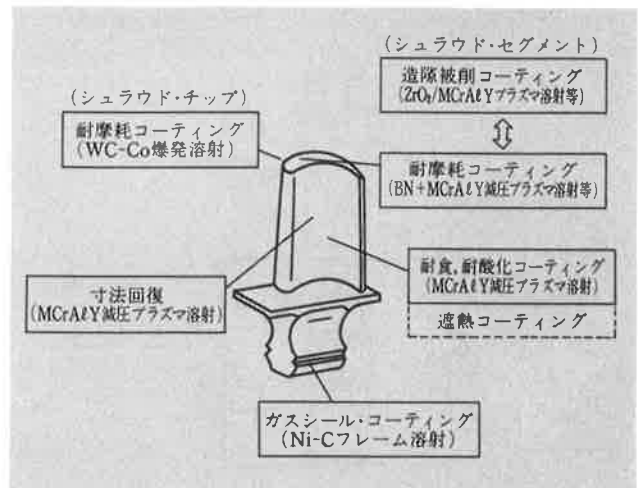 (シュラウド・セグメント)
造隙被削コーティング
(ZrO₂/MCrAℓYプラズマ溶射等)
(シュラウド・チップ)
耐摩耗コーティング
(WC-Co爆発溶射)
耐摩耗コーティング
(BN+MCrAℓY減圧プラズマ溶射等)
寸法回復
(MCrAℓY減圧プラズマ溶射)
耐食,耐酸化コーティング
(MCrAℓY減圧プラズマ溶射)
遮熱コーティング
ガスシール・コーティング
(Ni-Cフレーム溶射)